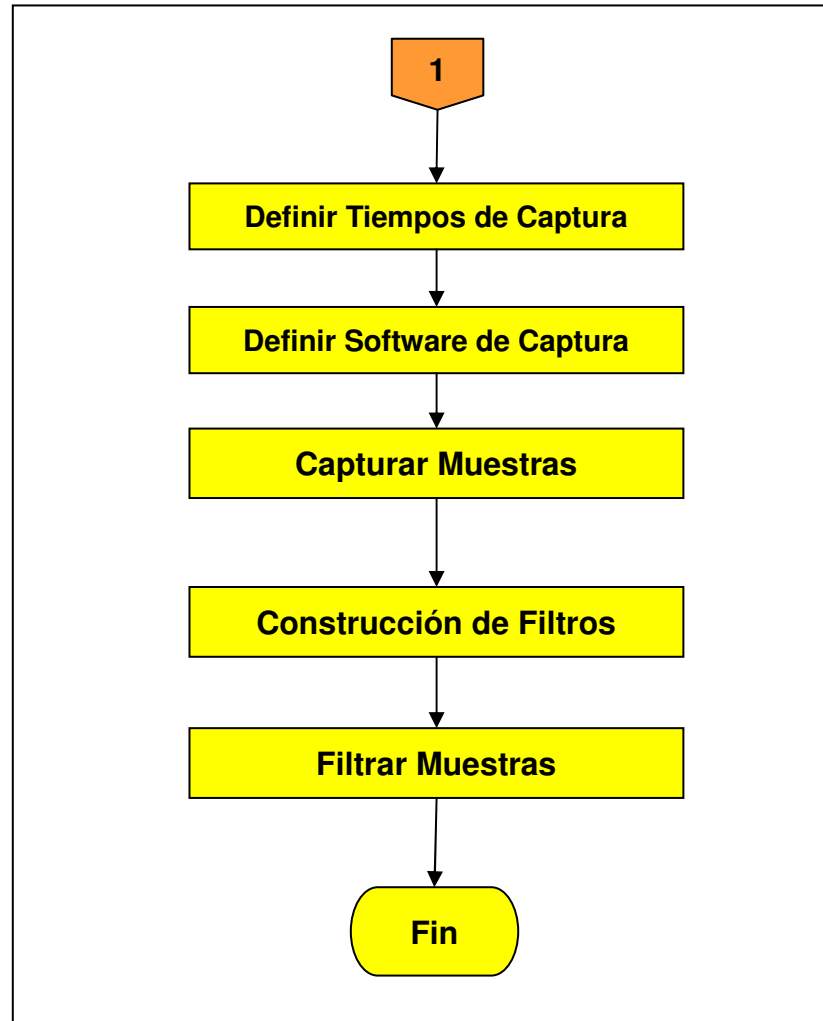 1
Definir Tiempos de Captura
Definir Software de Captura
Capturar Muestras
Construcción de Filtros
Filtrar Muestras
Fin